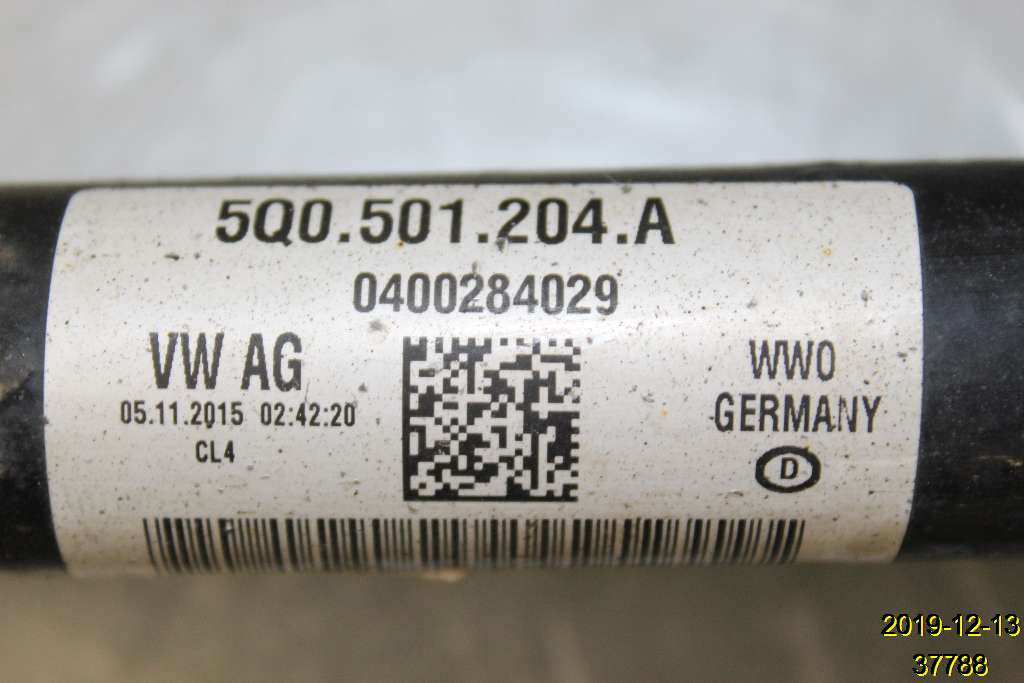 5Q0.501.204.A
0400284029
VW AG
05.11.2015 02:42:20
CL4
WWO
GERMANY
D
2019-12-13
37788